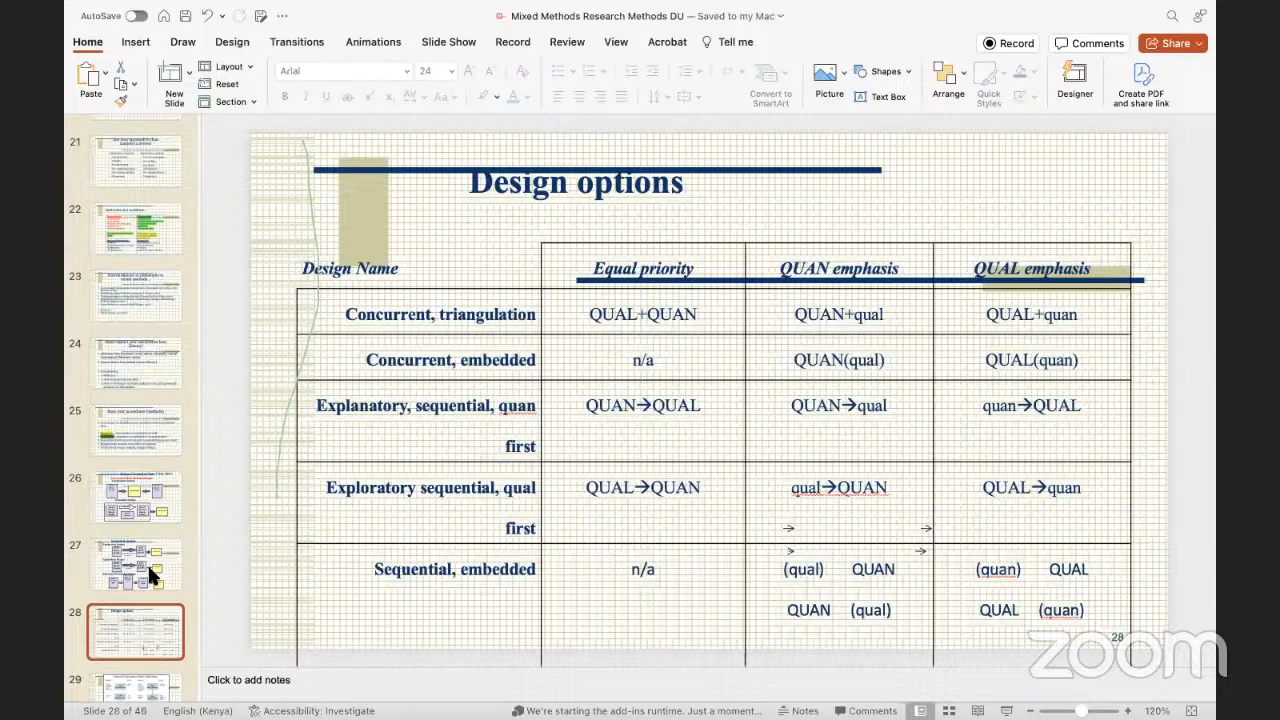 AutoSave
Mixed Methods Research Methods DU — Saved to my Mac
Home Insert Draw Design Transitions Animations Slide Show Record Review View Acrobat Tell me
Record Comments Share
Paste
New Slide
Layout
Reset
Section
Arial 24
Convert to SmartArt
Picture
Shapes
Text Box
Arrange
Quick Styles
Designer
Create PDF and share link
21
22
23
24
25
26
27
28
29
Design options
Design Name Equal priority QUAN emphasis QUAL emphasis
Concurrent, triangulation QUAL+QUAN QUAN+qual QUAL+quan
Concurrent, embedded n/a QUAN(qual) QUAL(quan)
Explanatory, sequential, quan QUAN→QUAL QUAN→qual quan→QUAL
first
Exploratory sequential, qual QUAL→QUAN qual→QUAN QUAL→quan
first → →
→ →
Sequential, embedded n/a (qual) QUAN (quan) QUAL
QUAN (qual) QUAL (quan)
28
zoom
Click to add notes
Slide 28 of 46 English (Kenya) Accessibility: Investigate We're starting the add-ins runtime. Just a moment... Notes Comments 120%